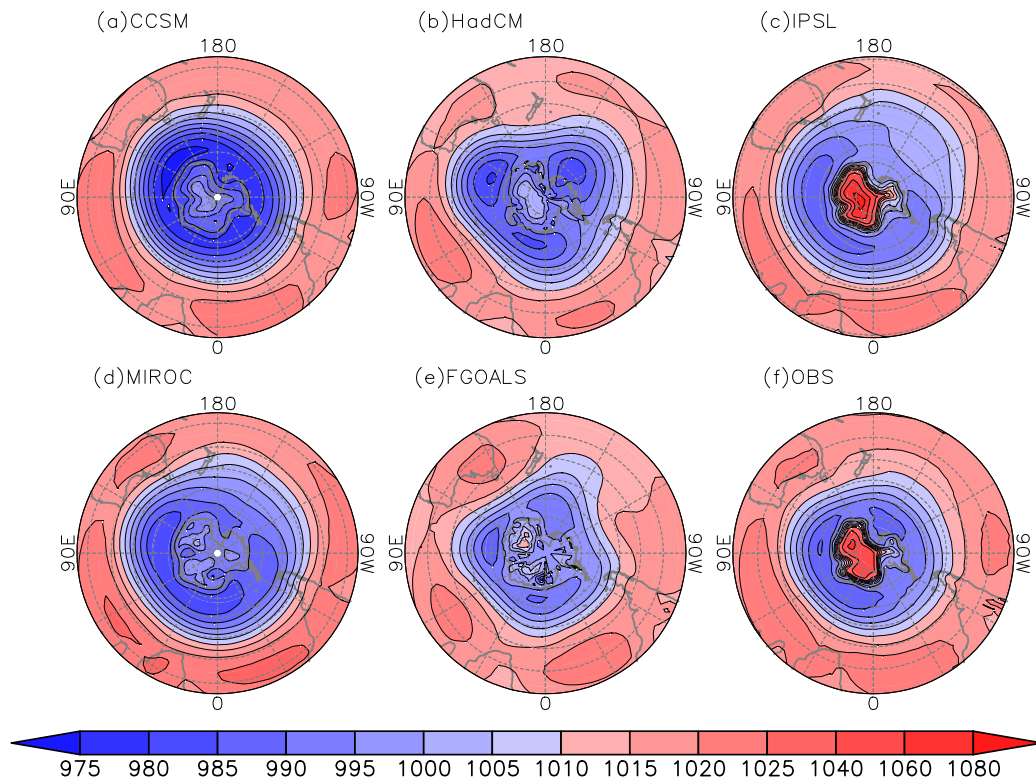 (a)CCSM (b)HadCM (c)IPSL
180 180 180
90E 90W 90E 90W 90E 90W
0 0 0
(d)MIROC (e)FGOALS (f)OBS
180 180 180
90E 90W 90E 90W 90E 90W
0 0 0
975 980 985 990 995 1000 1005 1010 1015 1020 1025 1040 1060 1080